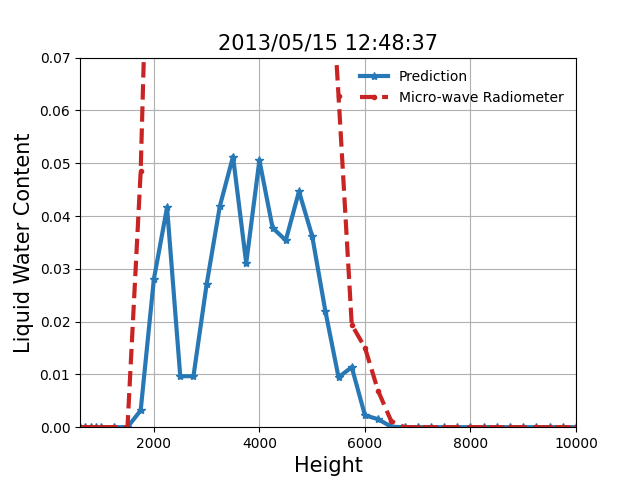 2013/05/15 12:48:37
0.07
0.06
0.05
0.04
0.03
0.02
0.01
0.00
Liquid Water Content
Prediction
Micro-wave Radiometer
2000 4000 6000 8000 10000
Height